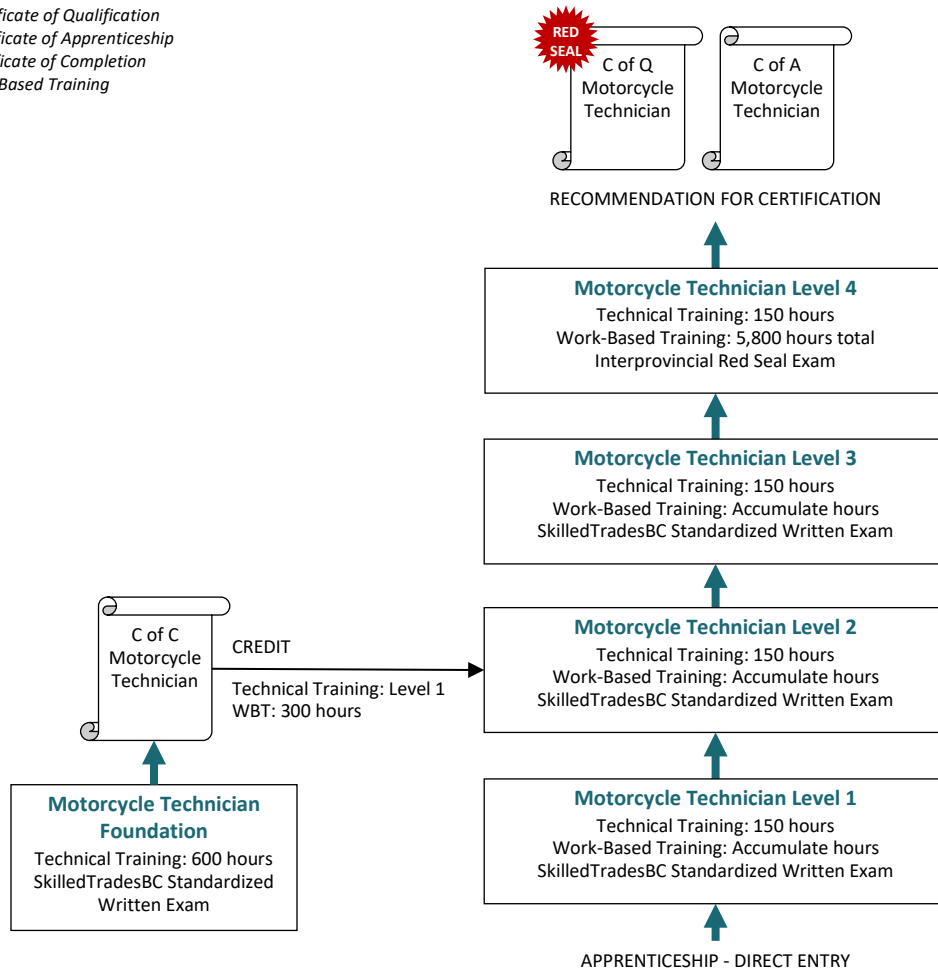 ficate of Qualification
ficate of Apprenticeship
ficate of Completion
Based Training
RED
SEAL
C of Q
Motorcycle
Technician
C of A
Motorcycle
Technician
RECOMMENDATION FOR CERTIFICATION
Motorcycle Technician Level 4
Technical Training: 150 hours
Work-Based Training: 5,800 hours total
Interprovincial Red Seal Exam
Motorcycle Technician Level 3
Technical Training: 150 hours
Work-Based Training: Accumulate hours
SkilledTradesBC Standardized Written Exam
C of C
Motorcycle
Technician
CREDIT
Technical Training: Level 1
WBT: 300 hours
Motorcycle Technician Level 2
Technical Training: 150 hours
Work-Based Training: Accumulate hours
SkilledTradesBC Standardized Written Exam
Motorcycle Technician
Foundation
Technical Training: 600 hours
SkilledTradesBC Standardized
Written Exam
Motorcycle Technician Level 1
Technical Training: 150 hours
Work-Based Training: Accumulate hours
SkilledTradesBC Standardized Written Exam
APPRENTICESHIP - DIRECT ENTRY